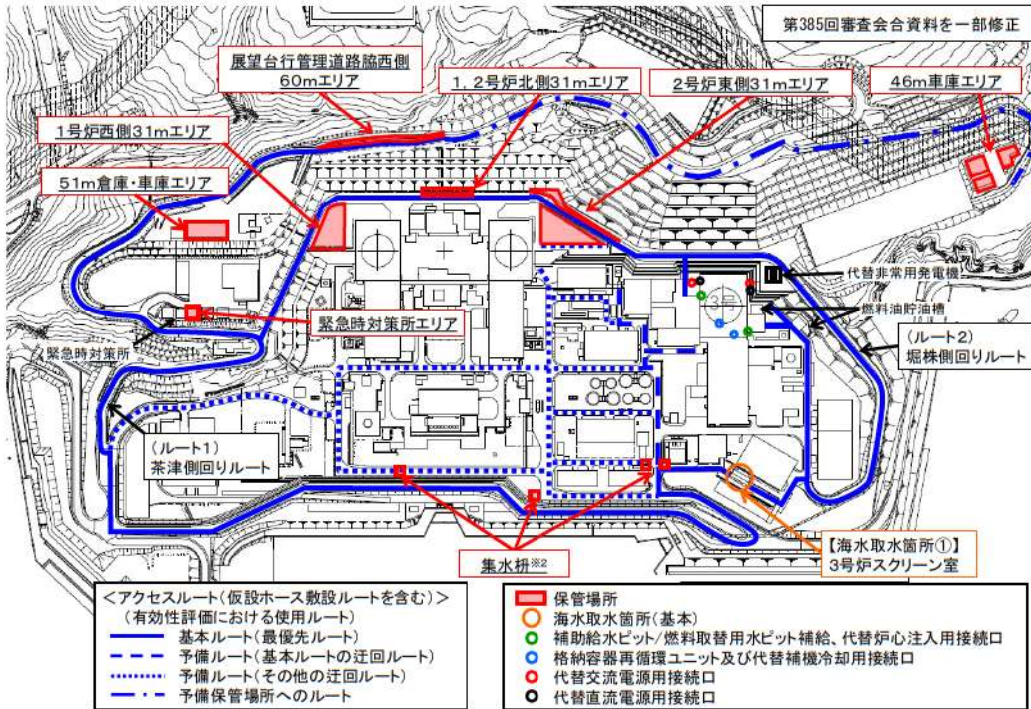 第385回審査会合資料を一部修正
展望台行管理道路脇西側
60mエリア
1，2号炉北側31mエリア
2号炉東側31mエリア
46m車庫エリア
1号炉西側31mエリア
51m倉庫・車庫エリア
代替非常用発電機
3号
燃料油貯油槽
緊急時対策所エリア
緊急時対策所
(ルート2)
堀株側回りルート
(ルート1)
茶津側回りルート
集水枡※2
【海水取水箇所①】
3号炉スクリーン室
＜アクセスルート(仮設ホース敷設ルートを含む)＞
(有効性評価における使用ルート)
基本ルート(最優先ルート)
予備ルート(基本ルートの迂回ルート)
予備ルート(その他の迂回ルート)
予備保管場所へのルート
保管場所
海水取水箇所(基本)
補助給水ピット/燃料取替用水ピット補給、代替炉心注入用接続口
格納容器再循環ユニット及び代替補機冷却用接続口
代替交流電源用接続口
代替直流電源用接続口